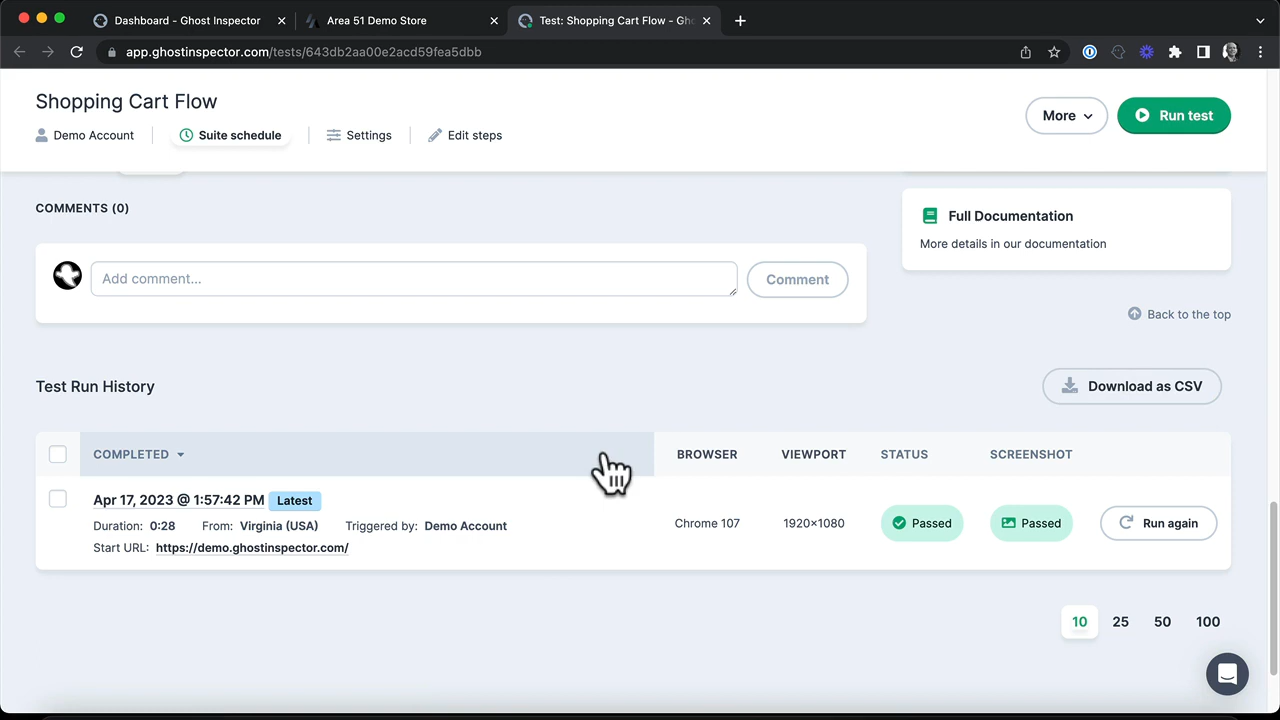 Dashboard - Ghost Inspector
Area 51 Demo Store
Test: Shopping Cart Flow - Gh
app.ghostinspector.com/tests/643db2aa00e2acd59fea5dbb
Shopping Cart Flow
More
Run test
Demo Account
Suite schedule
Settings
Edit steps
COMMENTS (0)
Full Documentation
More details in our documentation
Add comment...
Comment
Back to the top
Test Run History
Download as CSV
COMPLETED
BROWSER
VIEWPORT
STATUS
SCREENSHOT
Apr 17, 2023 @ 1:57:42 PM
Latest
Duration: 0:28 From: Virginia (USA) Triggered by: Demo Account
Chrome 107
1920×1080
Passed
Passed
Run again
Start URL: https://demo.ghostinspector.com/
10 25 50 100